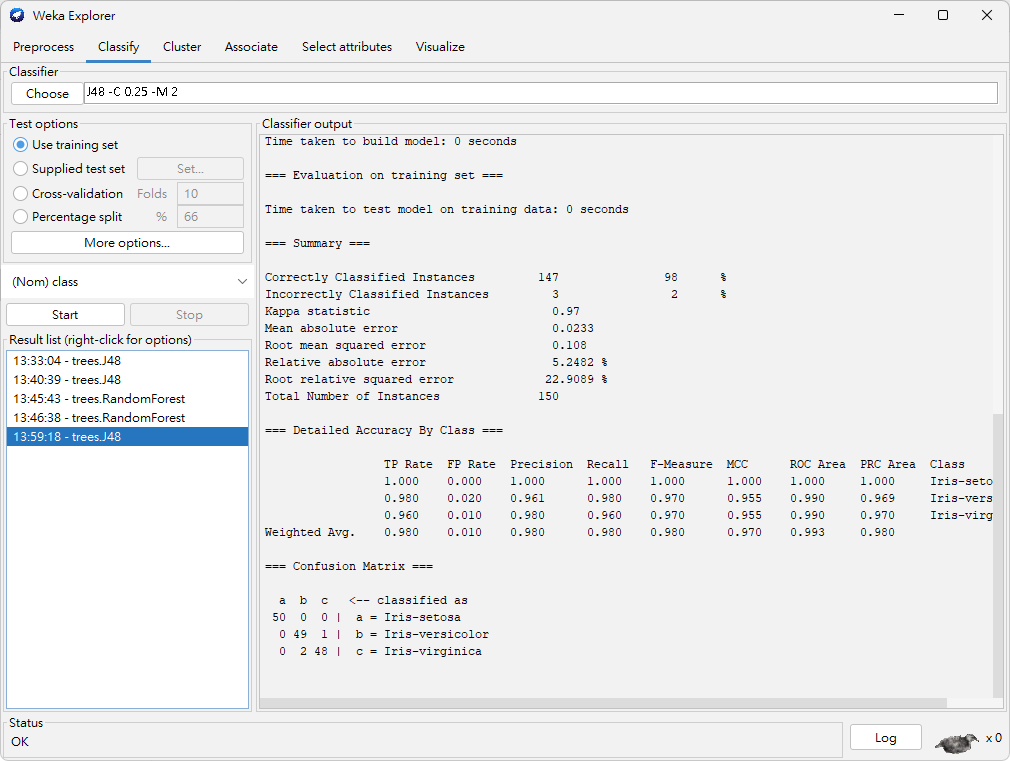 Weka Explorer
Preprocess Classify Cluster Associate Select attributes Visualize
Classifier
Choose J48 -C 0.25 -M 2
Test options
Use training set
Supplied test set Set...
Cross-validation Folds 10
Percentage split % 66
More options...
(Nom) class
Start Stop
Result list (right-click for options)
13:33:04 - trees.J48
13:40:39 - trees.J48
13:45:43 - trees.RandomForest
13:46:38 - trees.RandomForest
13:59:18 - trees.J48
Classifier output
Time taken to build model: 0 seconds
=== Evaluation on training set ===
Time taken to test model on training data: 0 seconds
=== Summary ===
Correctly Classified Instances 147 98 %
Incorrectly Classified Instances 3 2 %
Kappa statistic 0.97
Mean absolute error 0.0233
Root mean squared error 0.108
Relative absolute error 5.2482 %
Root relative squared error 22.9089 %
Total Number of Instances 150
=== Detailed Accuracy By Class ===
TP Rate FP Rate Precision Recall F-Measure MCC ROC Area PRC Area Class
1.000 0.000 1.000 1.000 1.000 1.000 1.000 1.000 Iris-seto
0.980 0.020 0.961 0.980 0.970 0.955 0.990 0.969 Iris-vers
0.960 0.010 0.980 0.960 0.970 0.955 0.990 0.970 Iris-virg
Weighted Avg. 0.980 0.010 0.980 0.980 0.980 0.970 0.993 0.980
=== Confusion Matrix ===
a b c <-- classified as
50 0 0 | a = Iris-setosa
0 49 1 | b = Iris-versicolor
0 2 48 | c = Iris-virginica
Status
OK
Log
x 0